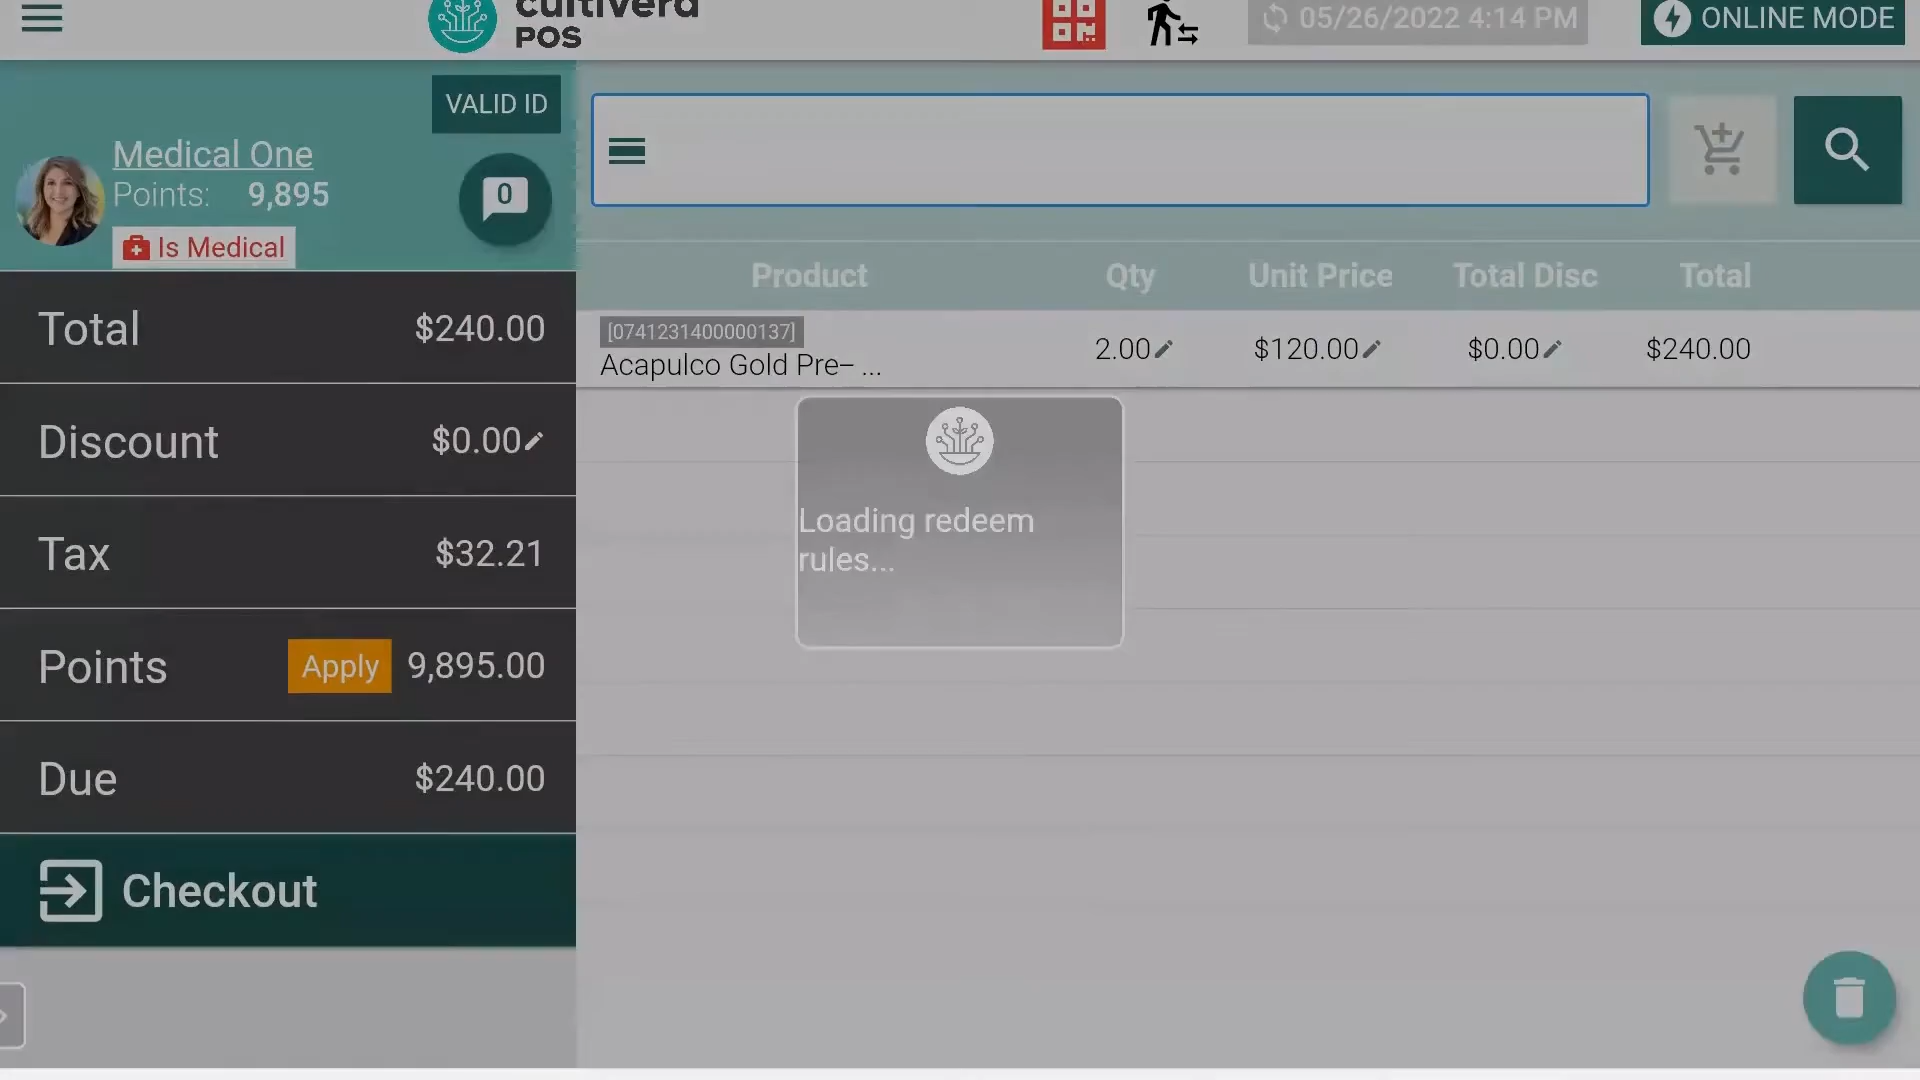 cultivera
POS
05/26/2022 4:14 PM
ONLINE MODE
VALID ID
Medical One
Points: 9,895
0
Is Medical
Total $240.00
Discount $0.00
Tax $32.21
Points Apply 9,895.00
Due $240.00
Checkout
Product Qty Unit Price Total Disc Total
[0741231400000137]
Acapulco Gold Pre– ... 2.00 $120.00 $0.00 $240.00
Loading redeem
rules...